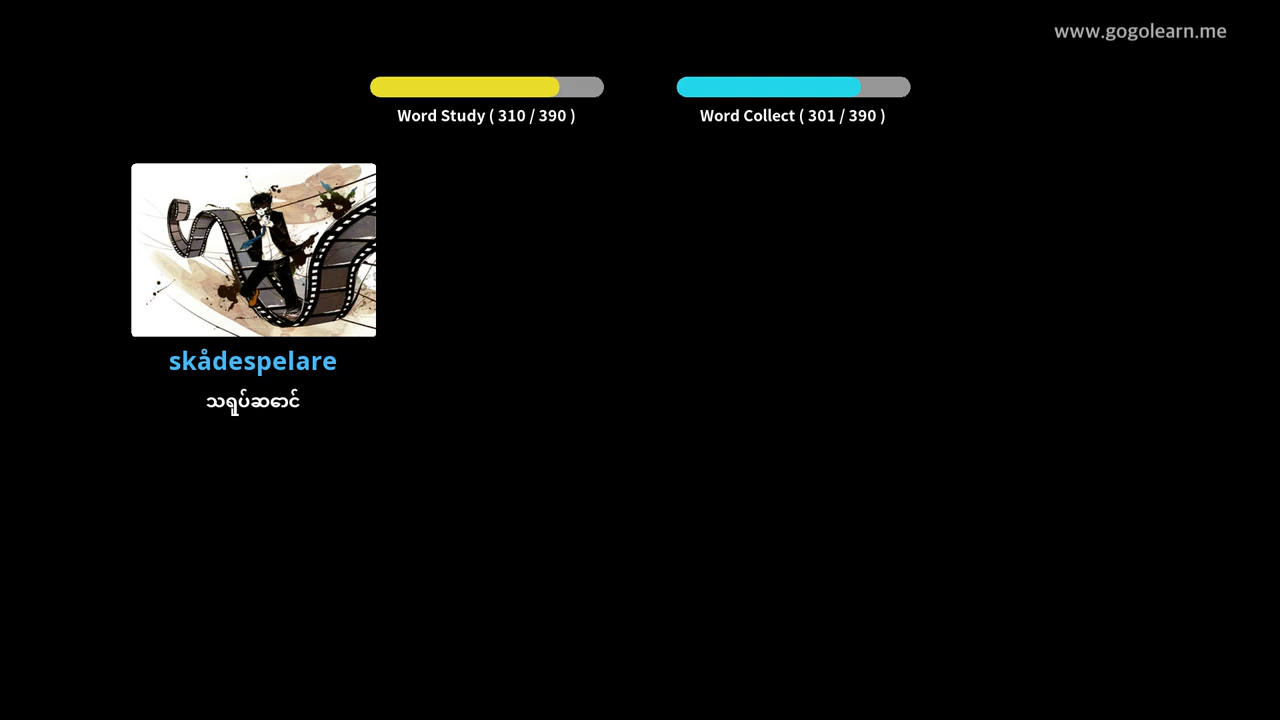 www.gogolearn.me
Word Study ( 310 / 390 )
Word Collect ( 301 / 390 )
skådespelare
သရုပ်ဆောင်